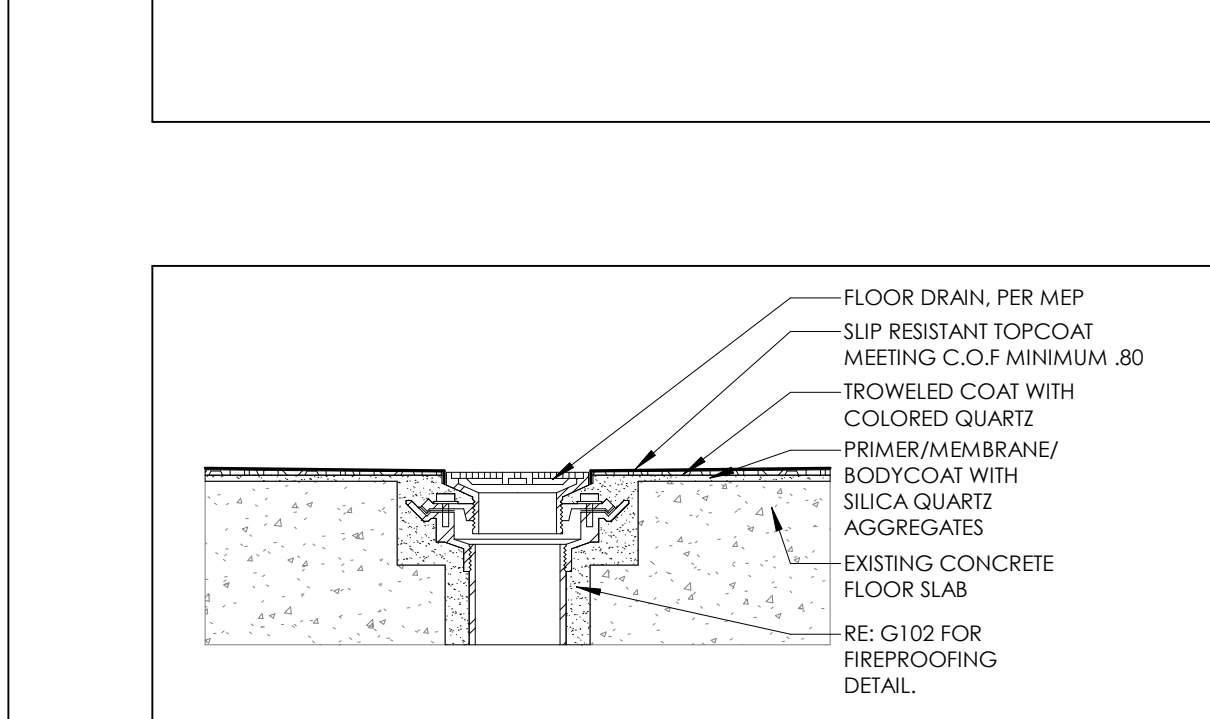 FLOOR DRAIN, PER MEP
SLIP RESISTANT TOPCOAT
MEETING C.O.F MINIMUM .80
TROWELED COAT WITH
COLORED QUARTZ
PRIMER/MEMBRANE/
BODYCOAT WITH
SILICA QUARTZ
AGGREGATES
EXISTING CONCRETE
FLOOR SLAB
RE: G102 FOR
FIREPROOFING
DETAIL.